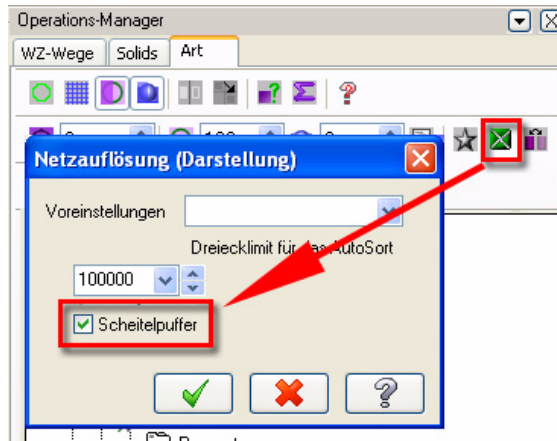 Operations-Manager
WZ-Wege Solids Art
Netzauflösung (Darstellung)
Voreinstellungen
Dreiecklimit für das AutoSort
100000
Scheitelpuffer